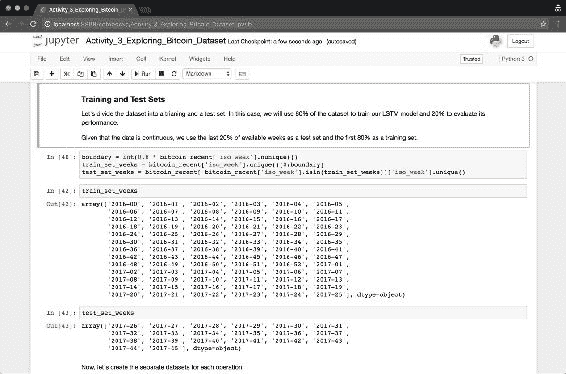 Activity_3_Exploring_Bitcoin_
localhost:8888/notebooks/Activity_3_Exploring_Bitcoin_Dataset.ipynb
jupyter Activity_3_Exploring_Bitcoin_Dataset Last Checkpoint: a few seconds ago (autosaved)
Logout
File Edit View Insert Cell Kernel Widgets Help
Trusted
Python 3
Run
Markdown
Training and Test Sets
Let's divide the dataset into a training and a test set. In this case, we will use 80% of the dataset to train our LSTM model and 20% to evaluate its
performance.
Given that the data is continuous, we use the last 20% of available weeks as a test set and the first 80% as a training set.
boundary = int(0.8 * bitcoin_recent['iso_week'].nunique())
train_set_weeks = bitcoin_recent['iso_week'].unique()[0:boundary]
test_set_weeks = bitcoin_recent[~bitcoin_recent['iso_week'].isin(train_set_weeks)]['iso_week'].unique()
In [42]: train_set_weeks
Out[42]: array(['2016-00', '2016-01', '2016-02', '2016-03', '2016-04', '2016-05',
'2016-06', '2016-07', '2016-08', '2016-09', '2016-10', '2016-11',
'2016-12', '2016-13', '2016-14', '2016-15', '2016-16', '2016-17',
'2016-18', '2016-19', '2016-20', '2016-21', '2016-22', '2016-23',
'2016-24', '2016-25', '2016-26', '2016-27', '2016-28', '2016-29',
'2016-30', '2016-31', '2016-32', '2016-33', '2016-34', '2016-35',
'2016-36', '2016-37', '2016-38', '2016-39', '2016-40', '2016-41',
'2016-42', '2016-43', '2016-44', '2016-45', '2016-46', '2016-47',
'2016-48', '2016-49', '2016-50', '2016-51', '2016-52', '2017-01',
'2017-02', '2017-03', '2017-04', '2017-05', '2017-06', '2017-07',
'2017-08', '2017-09', '2017-10', '2017-11', '2017-12', '2017-13',
'2017-14', '2017-15', '2017-16', '2017-17', '2017-18', '2017-19',
'2017-20', '2017-21', '2017-22', '2017-23', '2017-24', '2017-25'], dtype=object)
In [43]: test_set_weeks
Out[43]: array(['2017-26', '2017-27', '2017-28', '2017-29', '2017-30', '2017-31',
'2017-32', '2017-33', '2017-34', '2017-35', '2017-36', '2017-37',
'2017-38', '2017-39', '2017-40', '2017-41', '2017-42', '2017-43',
'2017-44', '2017-45'], dtype=object)
Now, let's create the separate datasets for each operation